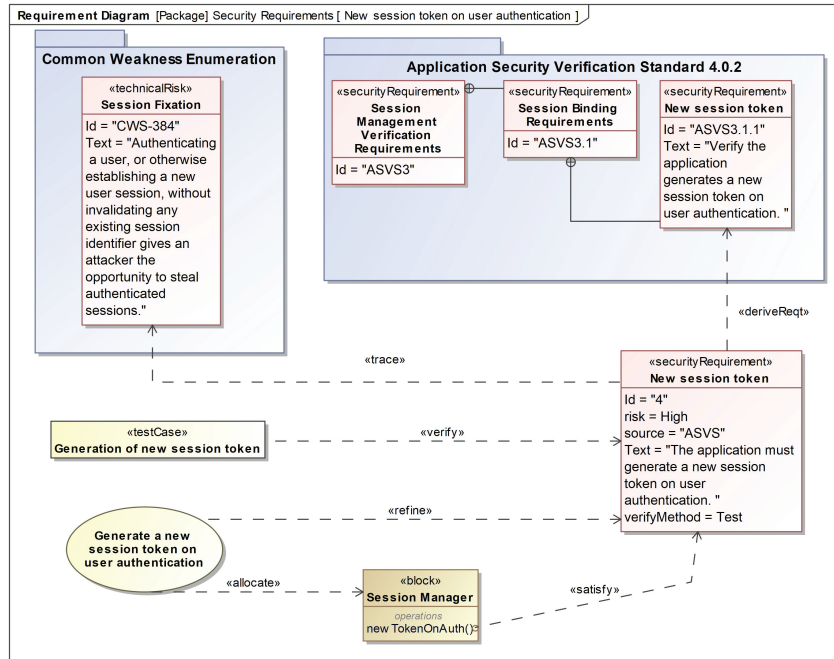 Requirement Diagram [Package] Security Requirements [ New session token on user authentication ]
Common Weakness Enumeration
«technicalRisk»
Session Fixation
Id = "CWS-384"
Text = "Authenticating
a user, or otherwise
establishing a new
user session, without
invalidating any
existing session
identifier gives an
attacker the
opportunity to steal
authenticated
sessions."
Application Security Verification Standard 4.0.2
«securityRequirement»
Session
Management
Verification
Requirements
Id = "ASVS3"
«securityRequirement»
Session Binding
Requirements
Id = "ASVS3.1"
«securityRequirement»
New session token
Id = "ASVS3.1.1"
Text = "Verify the
application
generates a new
session token on
user authentication. "
«deriveReqt»
«trace»
«securityRequirement»
New session token
Id = "4"
risk = High
source = "ASVS"
Text = "The application must
generate a new session
token on user
authentication. "
verifyMethod = Test
«testCase»
Generation of new session token
«verify»
«refine»
Generate a new
session token on
user authentication
«allocate»
«block»
Session Manager
operations
new TokenOnAuth()
«satisfy»